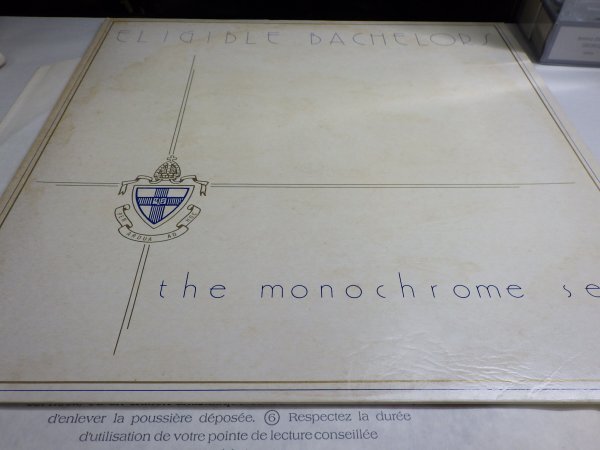 ELIGIBLE BACHELORS
the monochrome se
d'enlever la poussière déposée. ⑥ Respectez la durée
d'utilisation de votre pointe de lecture conseillée